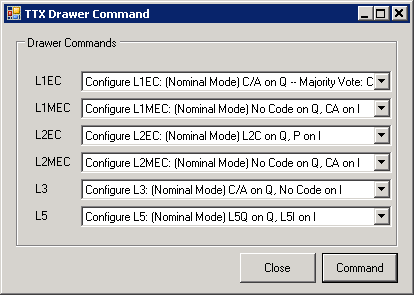 TTX Drawer Command
Drawer Commands
L1EC Configure L1EC: (Nominal Mode) C/A on Q -- Majority Vote: C
L1MEC Configure L1MEC: (Nominal Mode) No Code on Q, CA on I
L2EC Configure L2EC: (Nominal Mode) L2C on Q, P on I
L2MEC Configure L2MEC: (Nominal Mode) No Code on Q, CA on I
L3 Configure L3: (Nominal Mode) C/A on Q, No Code on I
L5 Configure L5: (Nominal Mode) L5Q on Q, L5I on I
Close Command